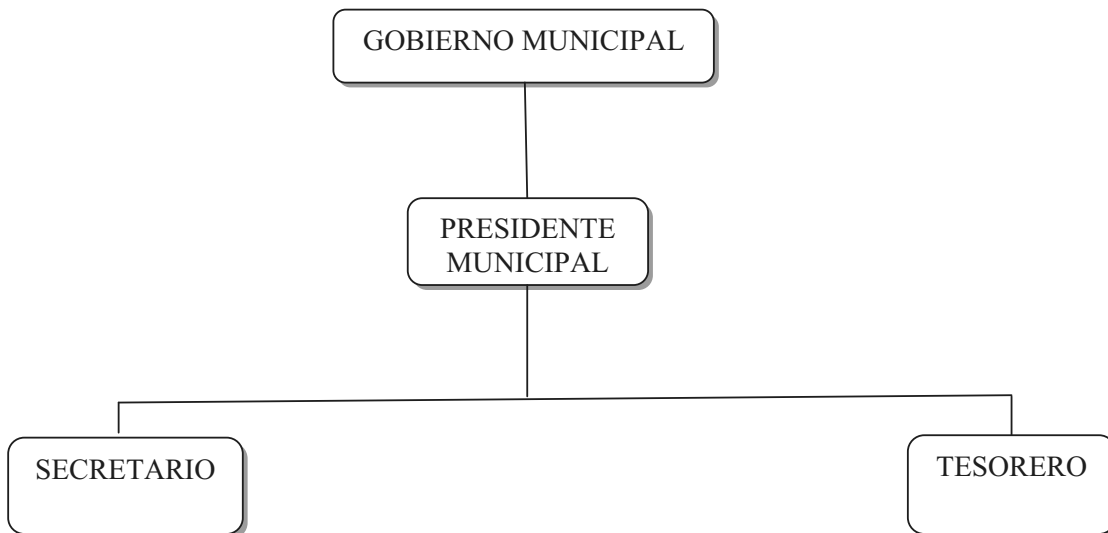 GOBIERNO MUNICIPAL
PRESIDENTE
MUNICIPAL
SECRETARIO
TESORERO